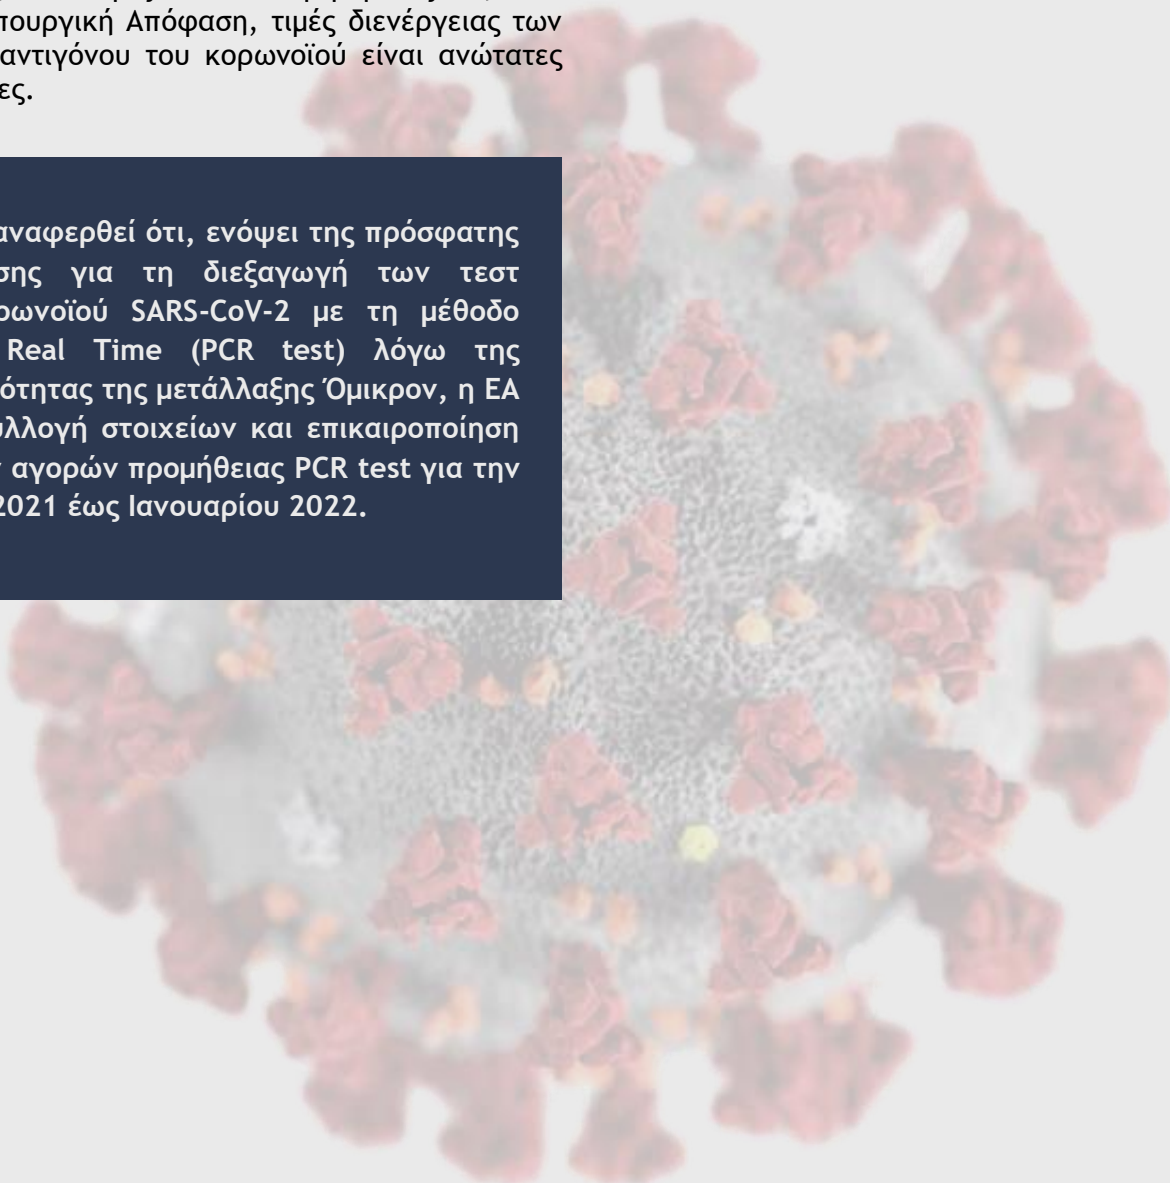 πουργική Απόφαση, τιμές διενέργειας των
αντιγόνου του κορωνοϊού είναι ανώτατες
ες.
αναφερθεί ότι, ενόψει της πρόσφατης
σης για τη διεξαγωγή των τεστ
ρωνοϊού SARS-CoV-2 με τη μέθοδο
Real Time (PCR test) λόγω της
ότητας της μετάλλαξης Όμικρον, η ΕΑ
υλλογή στοιχείων και επικαιροποίηση
ν αγορών προμήθειας PCR test για την
2021 έως Ιανουαρίου 2022.